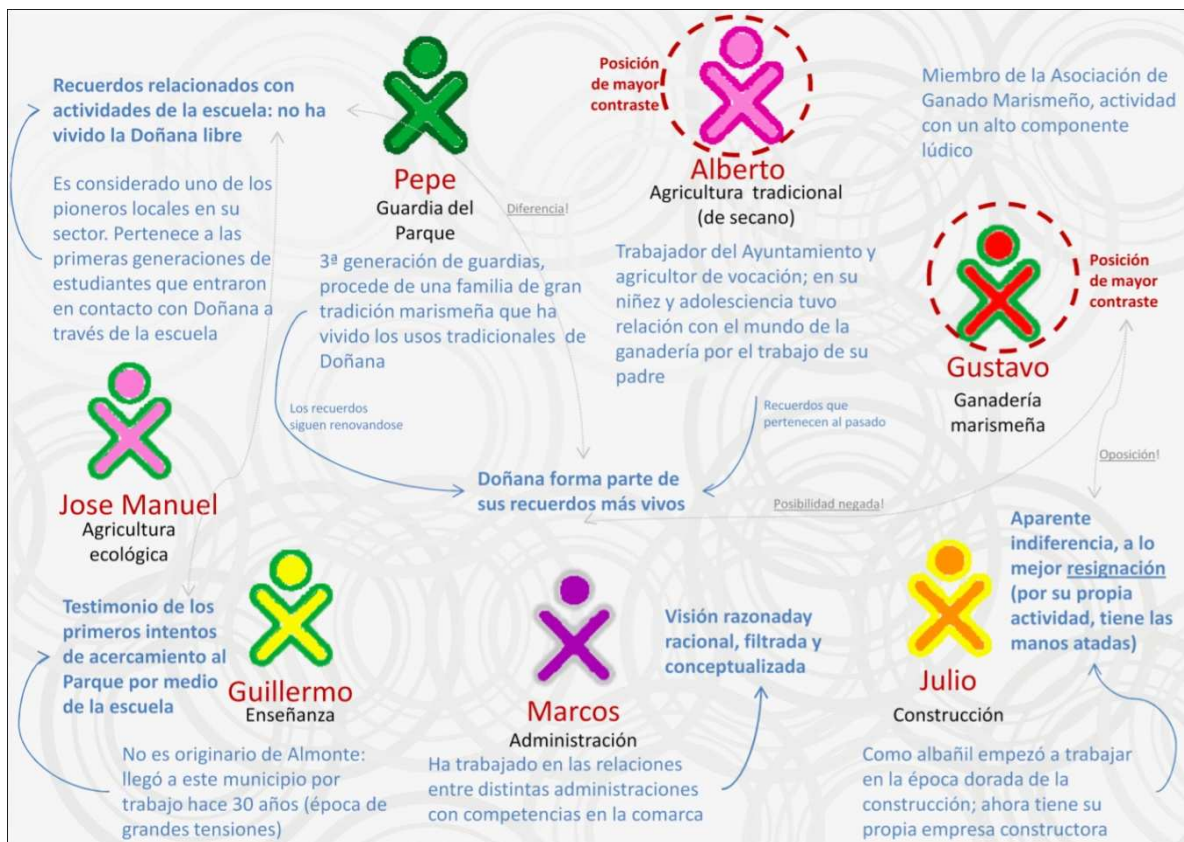 Recuerdos relacionados con
actividades de la escuela: no ha
vivido la Doñana libre
Es considerado uno de los
pioneros locales en su
sector. Pertenece a las
primeras generaciones de
estudiantes que entraron
en contacto con Doñana a
través de la escuela
Jose Manuel
Agricultura
ecológica
Pepe
Guardia del
Parque
3ª generación de guardias,
procede de una familia de gran
tradición marismeña que ha
vivido los usos tradicionales de
Doñana
Los recuerdos
siguen renovandose
Diferencia!
Posición
de mayor
contraste
Alberto
Agricultura tradicional
(de secano)
Trabajador del Ayuntamiento y
agricultor de vocación; en su
niñez y adolesciencia tuvo
relación con el mundo de la
ganadería por el trabajo de su
padre
Recuerdos que
pertenecen al pasado
Miembro de la Asociación de
Ganado Marismeño, actividad
con un alto componente
lúdico
Posición
de mayor
contraste
Gustavo
Ganadería
marismeña
Doñana forma parte de
sus recuerdos más vivos
Posibilidad negada!
Oposición!
Testimonio de los
primeros intentos
de acercamiento al
Parque por medio
de la escuela
Guillermo
Enseñanza
No es originario de Almonte:
llegó a este municipio por
trabajo hace 30 años (época de
grandes tensiones)
Marcos
Administración
Ha trabajado en las relaciones
entre distintas administraciones
con competencias en la comarca
Visión razonaday
racional, filtrada y
conceptualizada
Julio
Construcción
Aparente
indiferencia, a lo
mejor resignación
(por su propia
actividad, tiene las
manos atadas)
Como albañil empezó a trabajar
en la época dorada de la
construcción; ahora tiene su
propia empresa constructora